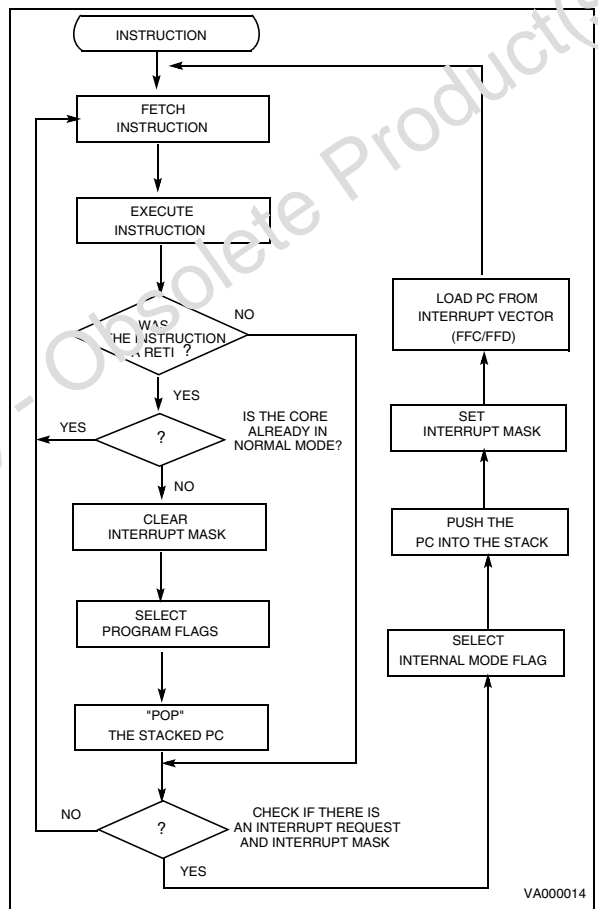 INSTRUCTION
FETCH
INSTRUCTION
EXECUTE
INSTRUCTION
WAS
THE INSTRUCTION
A RETI ?
NO
YES
YES
?
IS THE CORE
ALREADY IN
NORMAL MODE?
NO
CLEAR
INTERRUPT MASK
SELECT
PROGRAM FLAGS
"POP"
THE STACKED PC
NO
?
CHECK IF THERE IS
AN INTERRUPT REQUEST
AND INTERRUPT MASK
YES
LOAD PC FROM
INTERRUPT VECTOR
(FFC/FFD)
SET
INTERRUPT MASK
PUSH THE
PC INTO THE STACK
SELECT
INTERNAL MODE FLAG
VA000014
- Obsolete Product(s)